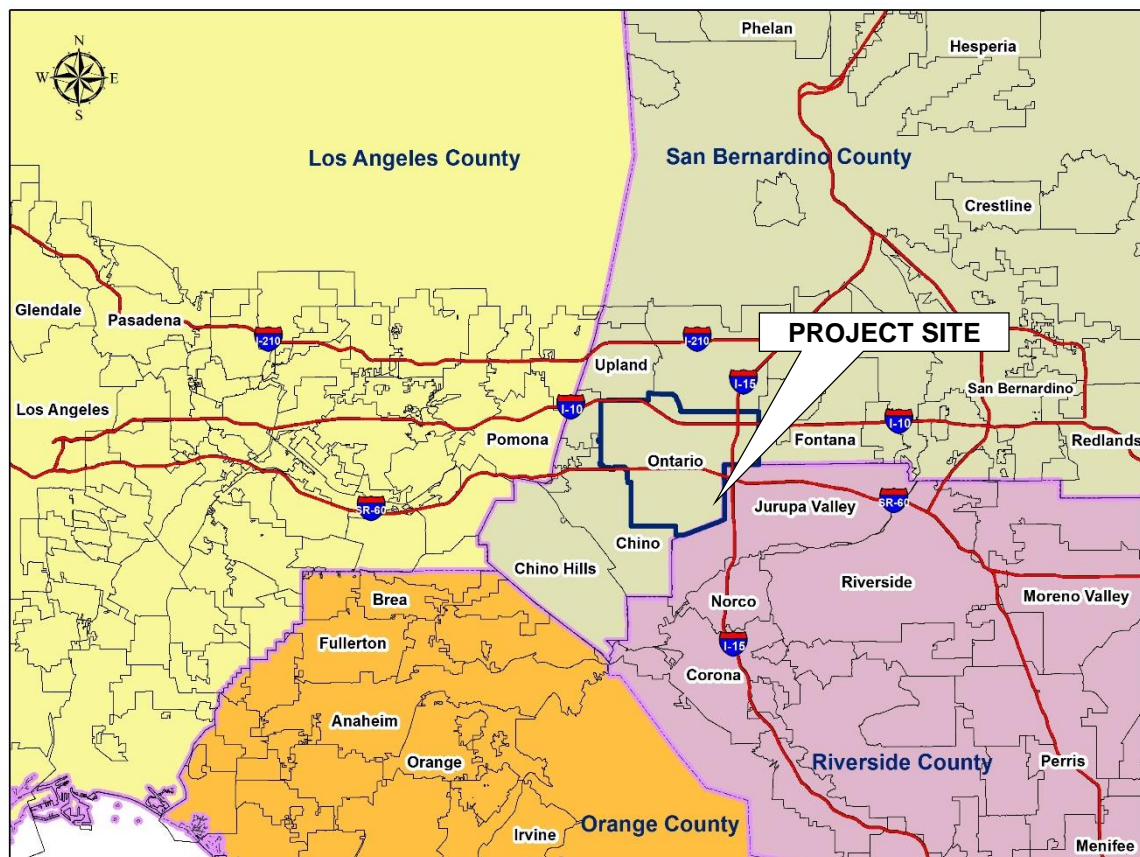 Phelan
Hesperia
N
W
E
S
Los Angeles County
San Bernardino County
Crestline
Glendale
Pasadena
I-210
I-210
PROJECT SITE
Upland
I-15
San Bernardino
Los Angeles
I-10
Pomona
Fontana
I-10
Redlands
Ontario
SR-60
Jurupa Valley
SR-60
Chino
Chino Hills
Riverside
Moreno Valley
Brea
Norco
Fullerton
I-15
Corona
Anaheim
Orange
Riverside County
Perris
Irvine
Orange County
Menifee